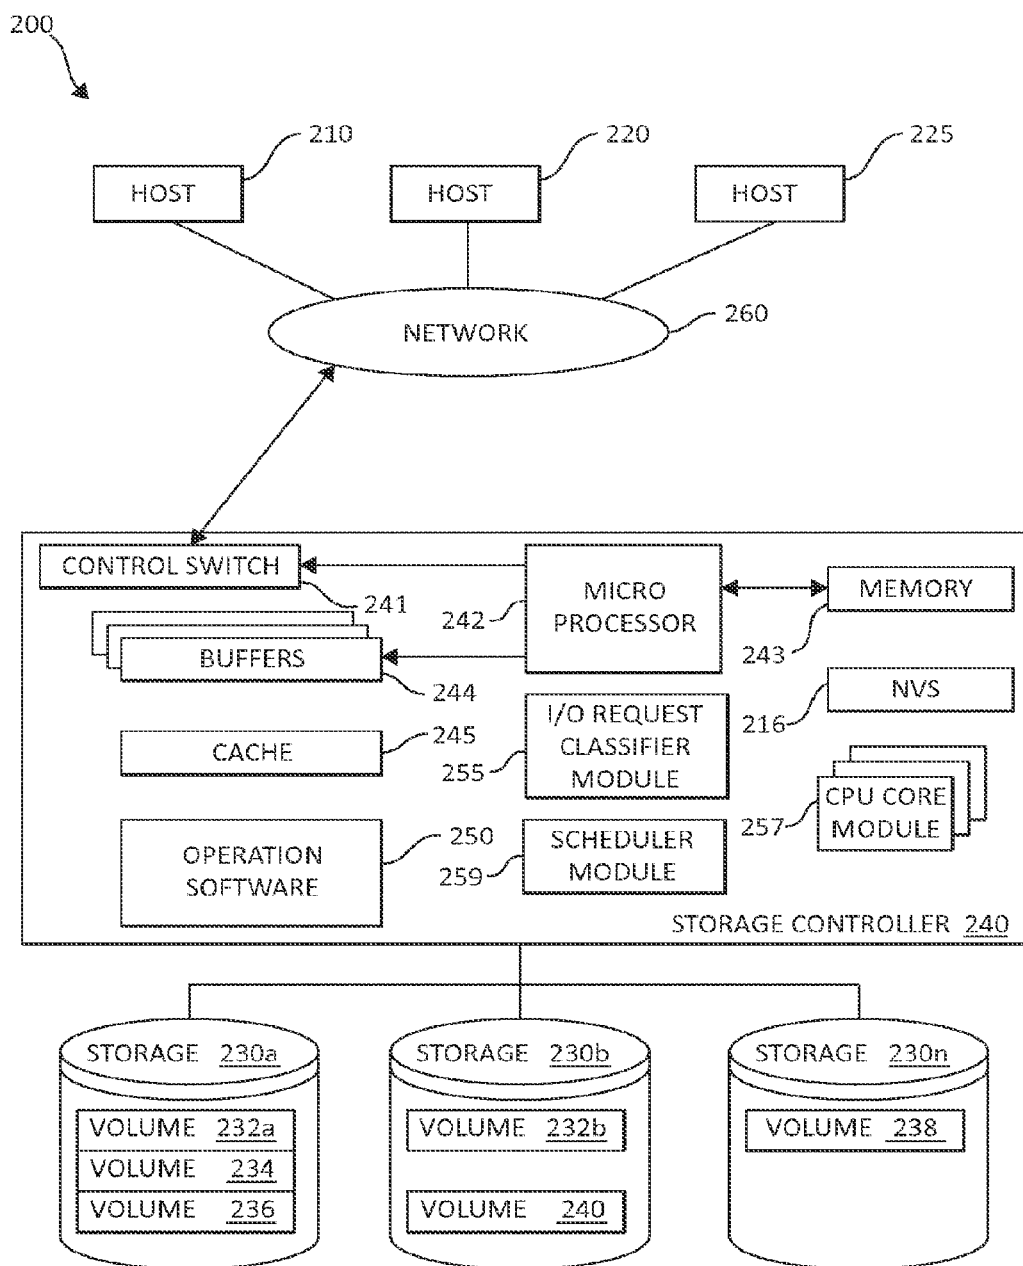 200
210
220
225
HOST
HOST
HOST
NETWORK
260
CONTROL SWITCH
241
242
MICRO
PROCESSOR
MEMORY
243
BUFFERS
244
NVS
216
CACHE
245
I/O REQUEST
CLASSIFIER
MODULE
255
CPU CORE
MODULE
257
OPERATION
SOFTWARE
250
SCHEDULER
MODULE
259
STORAGE CONTROLLER 240
STORAGE 230a
STORAGE 230b
STORAGE 230n
VOLUME 232a
VOLUME 232b
VOLUME 238
VOLUME 234
VOLUME 236
VOLUME 240